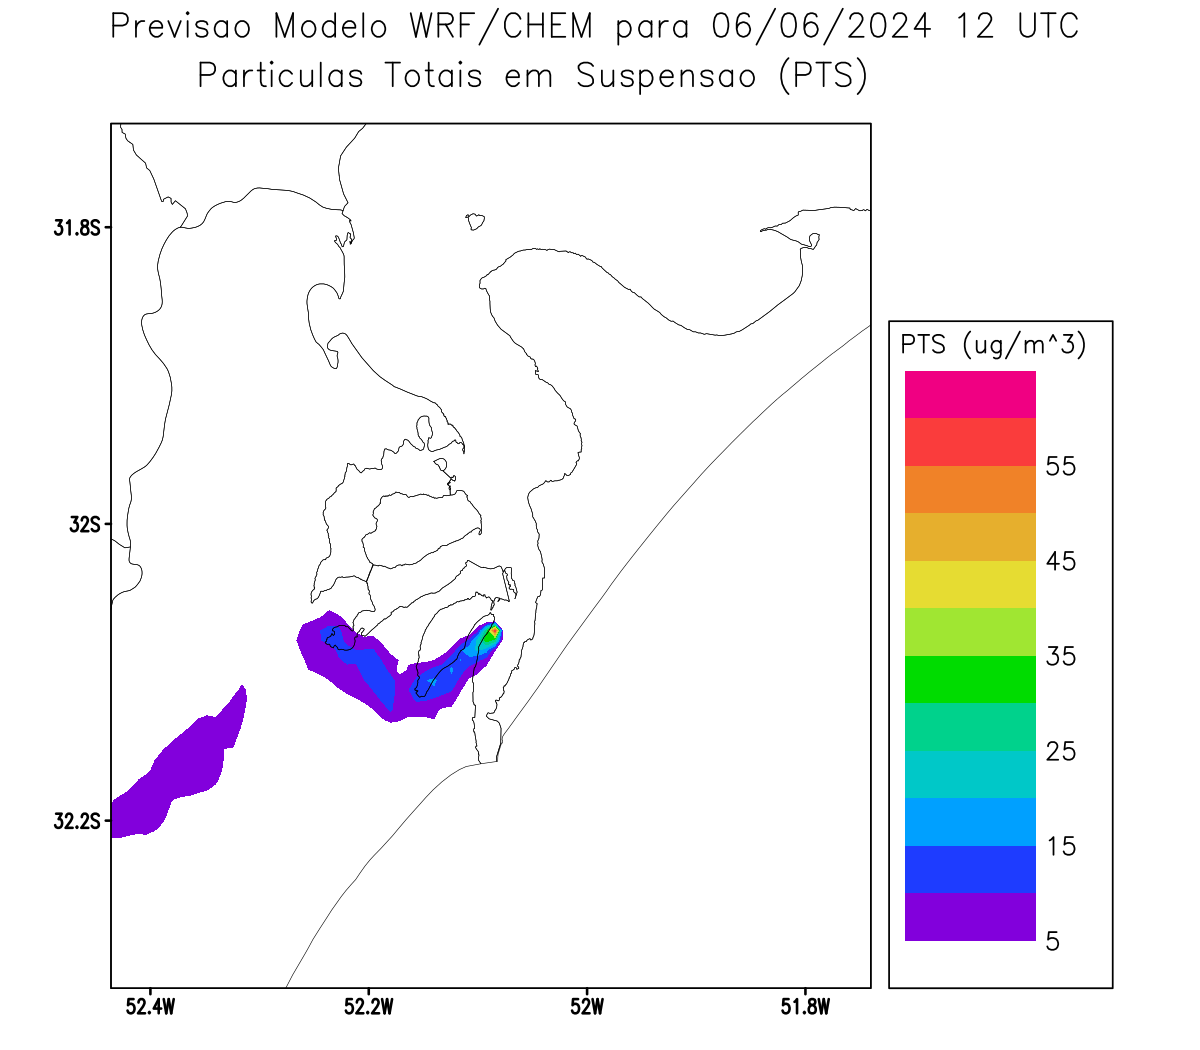 Previsao Modelo WRF/CHEM para 06/06/2024 12 UTC
Particulas Totais em Suspensao (PTS)
31.8S
32S
32.2S
52.4W
52.2W
52W
51.8W
PTS (ug/m^3)
55
45
35
25
15
5